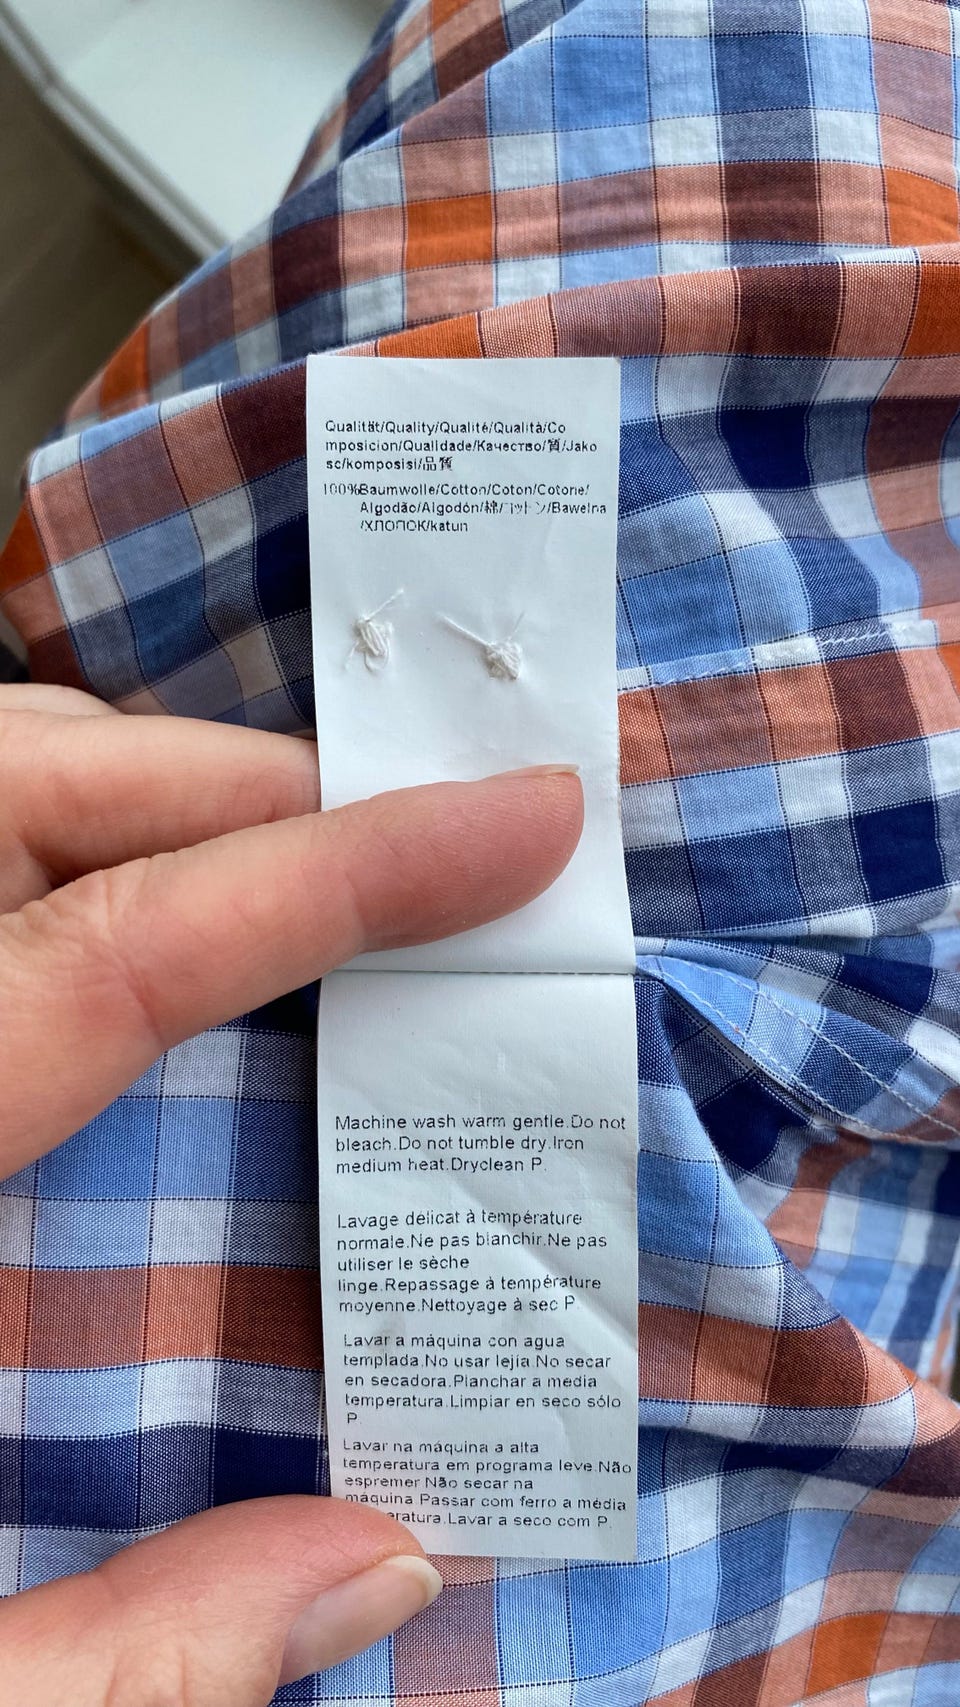 Qualität/Quality/Qualité/Qualità/Co
mposicion/Qualldade/Качество/質/Jako
sc/komposisi/品質
100%Baumwolle/Cotton/Coton/Cotone/
Algodão/Algodón/棉/コットン/Bawelna
/ХЛОПОК/katun
Machine wash warm gentle.Do not
bleach.Do not tumble dry.Iron
medium heat.Dryclean P.
Lavage délicat à température
normale.Ne pas blanchir.Ne pas
utiliser le sèche
linge.Repassage à température
moyenne.Nettoyage à sec P.
Lavar a máquina con agua
templada.No usar lejía.No secar
en secadora.Planchar a media
temperatura.Limpiar en seco sólo
P.
Lavar na máquina a alta
temperatura em programa leve.Não
espremer Não secar na
máquina.Passar com ferro a média
eratura.Lavar a seco com P.